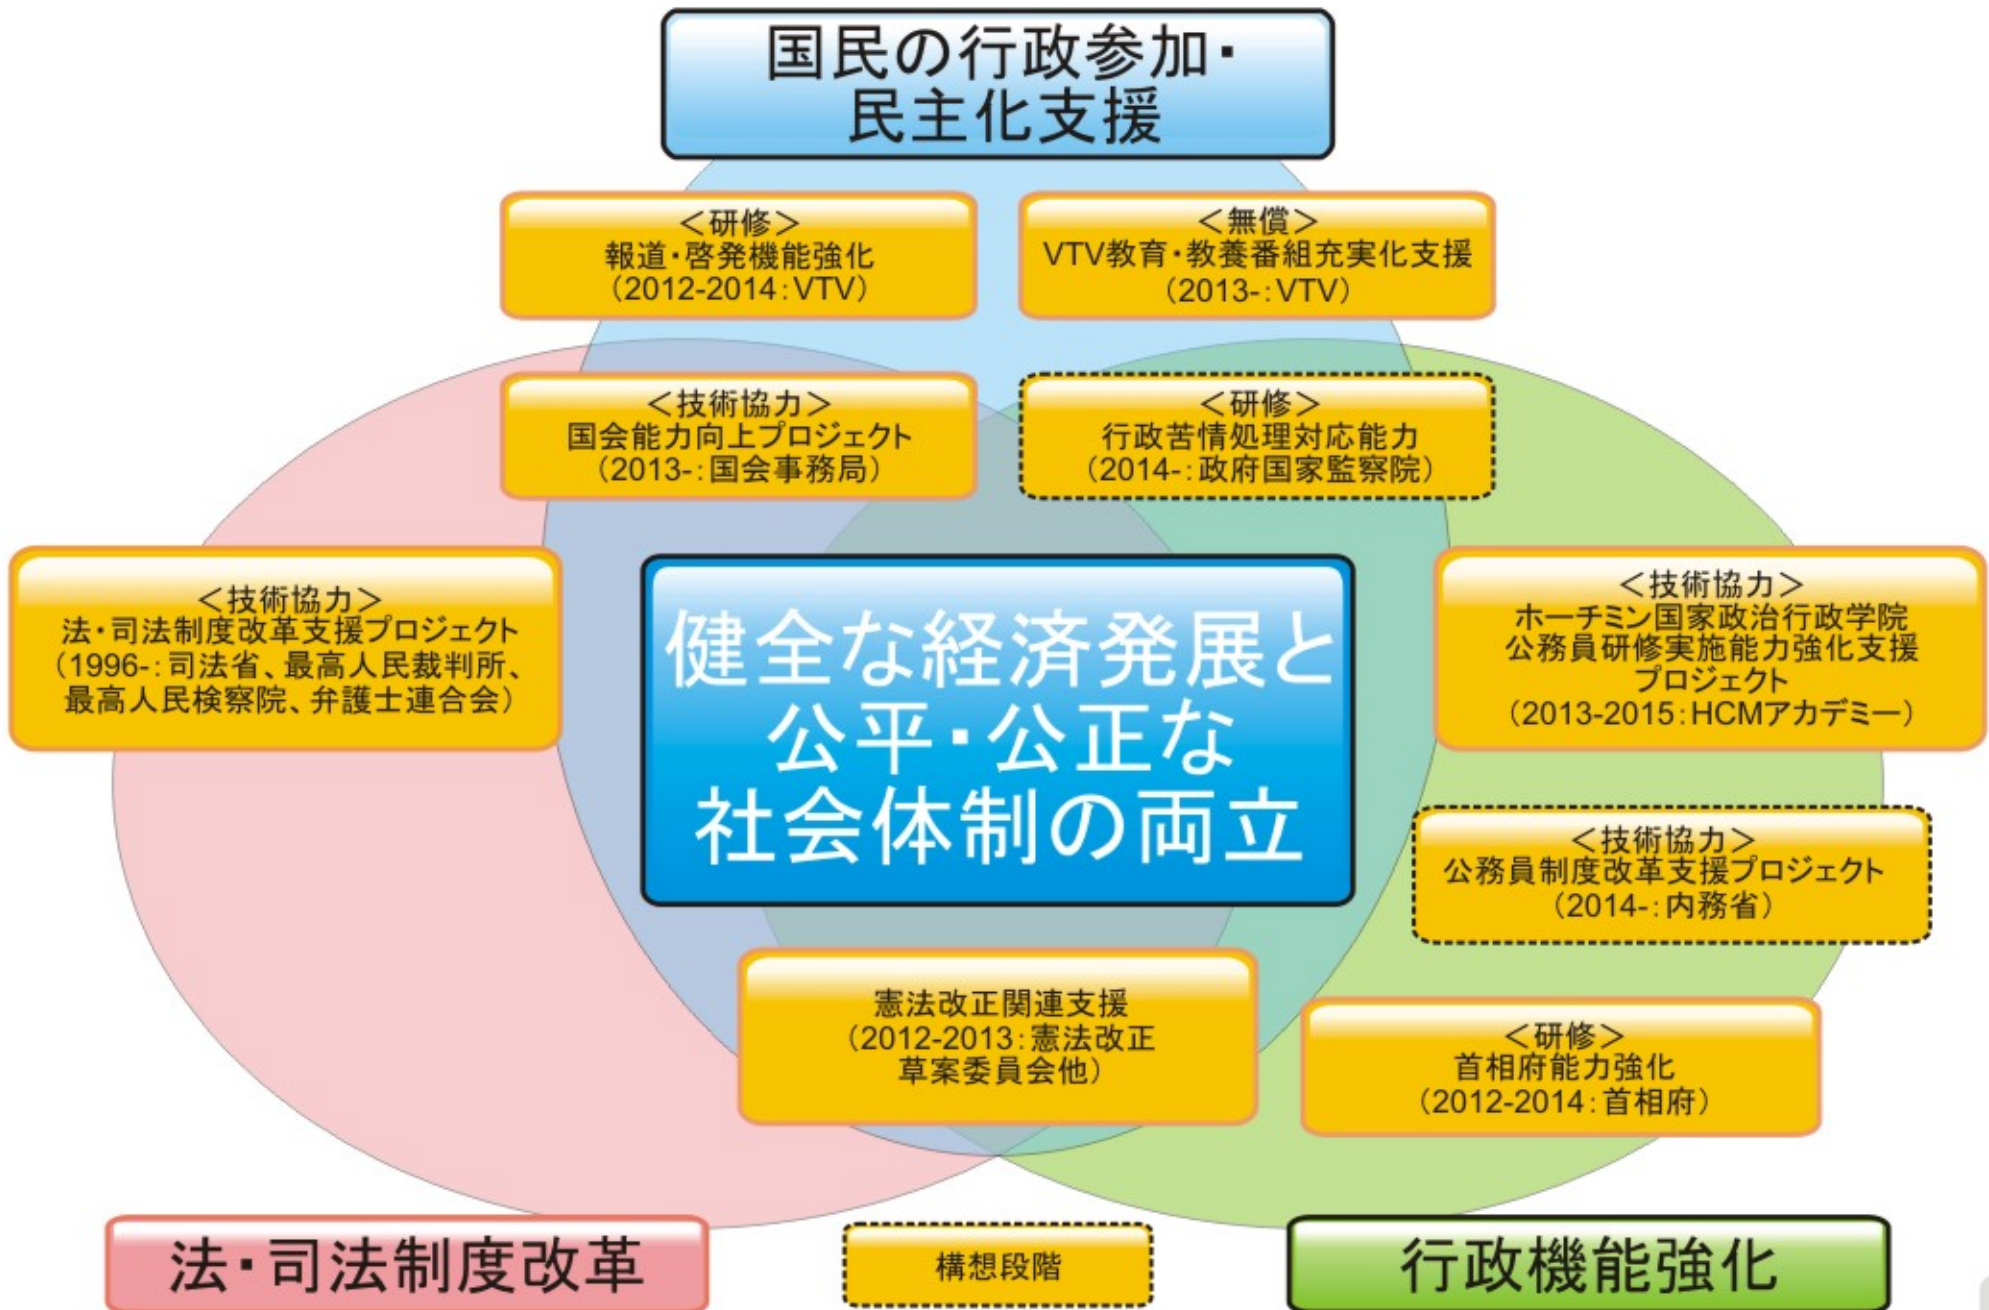 国民の行政参加・
民主化支援
＜研修＞
報道・啓発機能強化
（2012-2014：VTV）
＜無償＞
VTV教育・教養番組充実化支援
（2013-：VTV）
＜技術協力＞
国会能力向上プロジェクト
（2013-：国会事務局）
＜研修＞
行政苦情処理対応能力
（2014-：政府国家監察院）
＜技術協力＞
法・司法制度改革支援プロジェクト
（1996-：司法省、最高人民裁判所、
最高人民検察院、弁護士連合会）
健全な経済発展と
公平・公正な
社会体制の両立
＜技術協力＞
ホーチミン国家政治行政学院
公務員研修実施能力強化支援
プロジェクト
（2013-2015：HCMアカデミー）
＜技術協力＞
公務員制度改革支援プロジェクト
（2014-：内務省）
憲法改正関連支援
（2012-2013：憲法改正
草案委員会他）
＜研修＞
首相府能力強化
（2012-2014：首相府）
法・司法制度改革
構想段階
行政機能強化